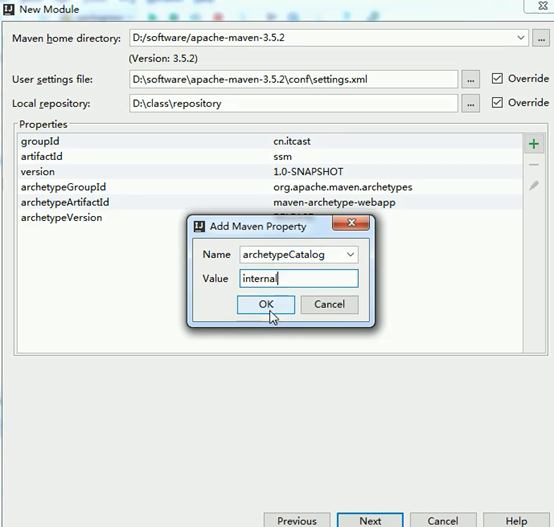 New Module
Maven home directory: D:/software/apache-maven-3.5.2 ...
(Version: 3.5.2)
User settings file: D:\software\apache-maven-3.5.2\conf\settings.xml ... Override
Local repository: D:\class\repository ... Override
Properties
groupId cn.itcast
artifactId ssm
version 1.0-SNAPSHOT
archetypeGroupId org.apache.maven.archetypes
archetypeArtifactId maven-archetype-webapp
archetypeVersion
Add Maven Property
Name archetypeCatalog
Value internal
OK Cancel
Previous Next Cancel Help